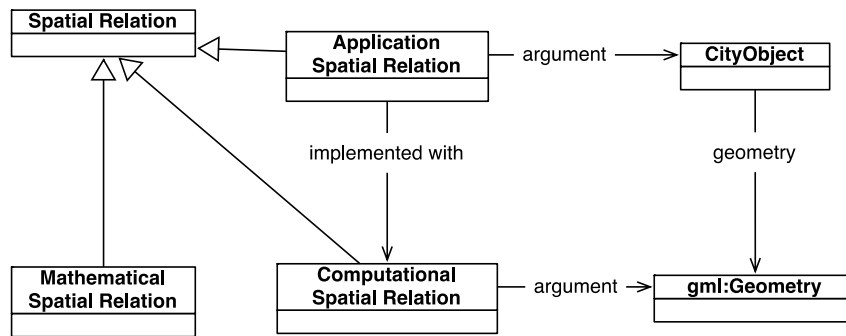 Spatial Relation
Application
Spatial Relation
argument
CityObject
implemented with
geometry
Mathematical
Spatial Relation
Computational
Spatial Relation
argument
gml:Geometry